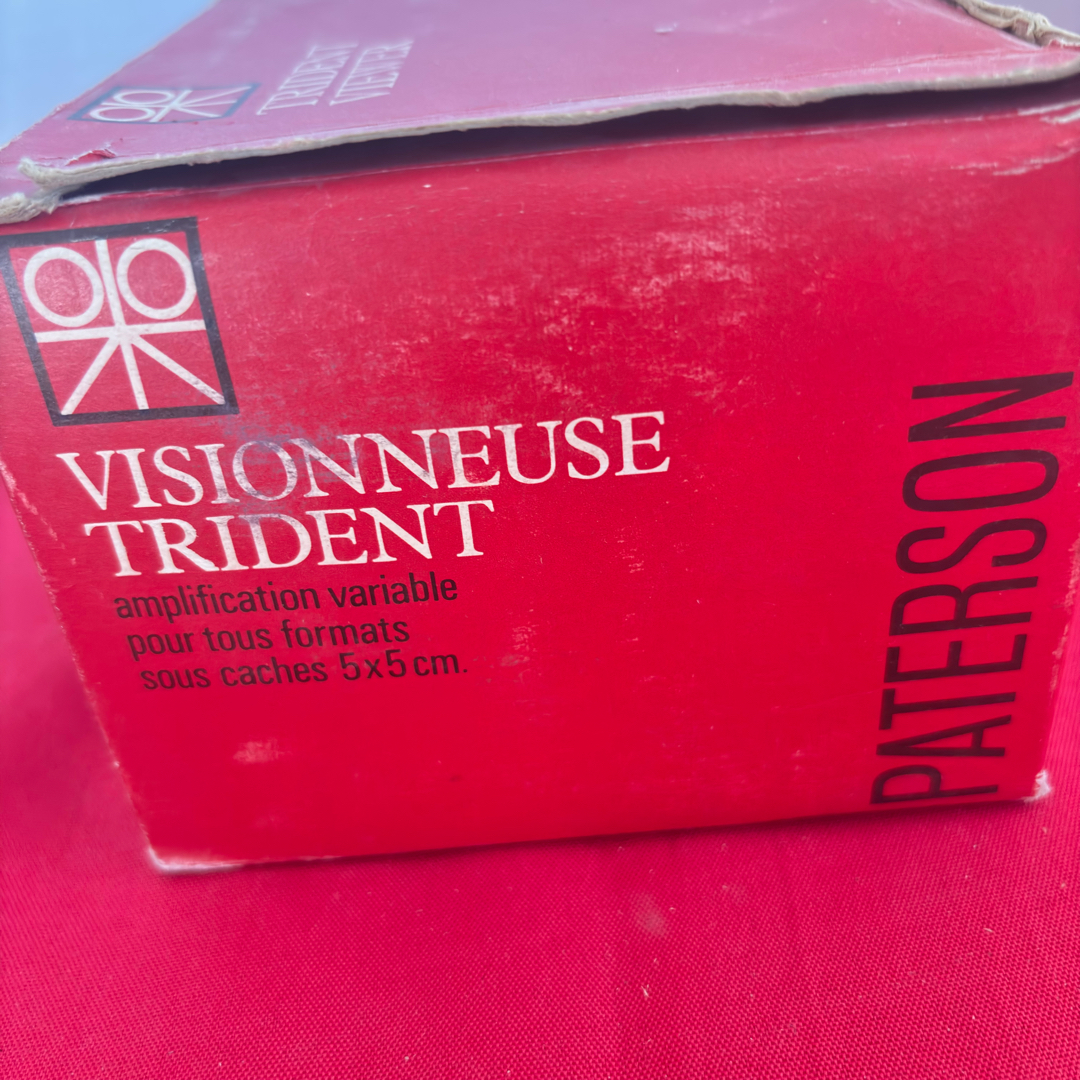 TRIDENT
VIEWER
VISIONNEUSE
TRIDENT
amplification variable
pour tous formats
sous caches 5x5 cm.
PATERSON